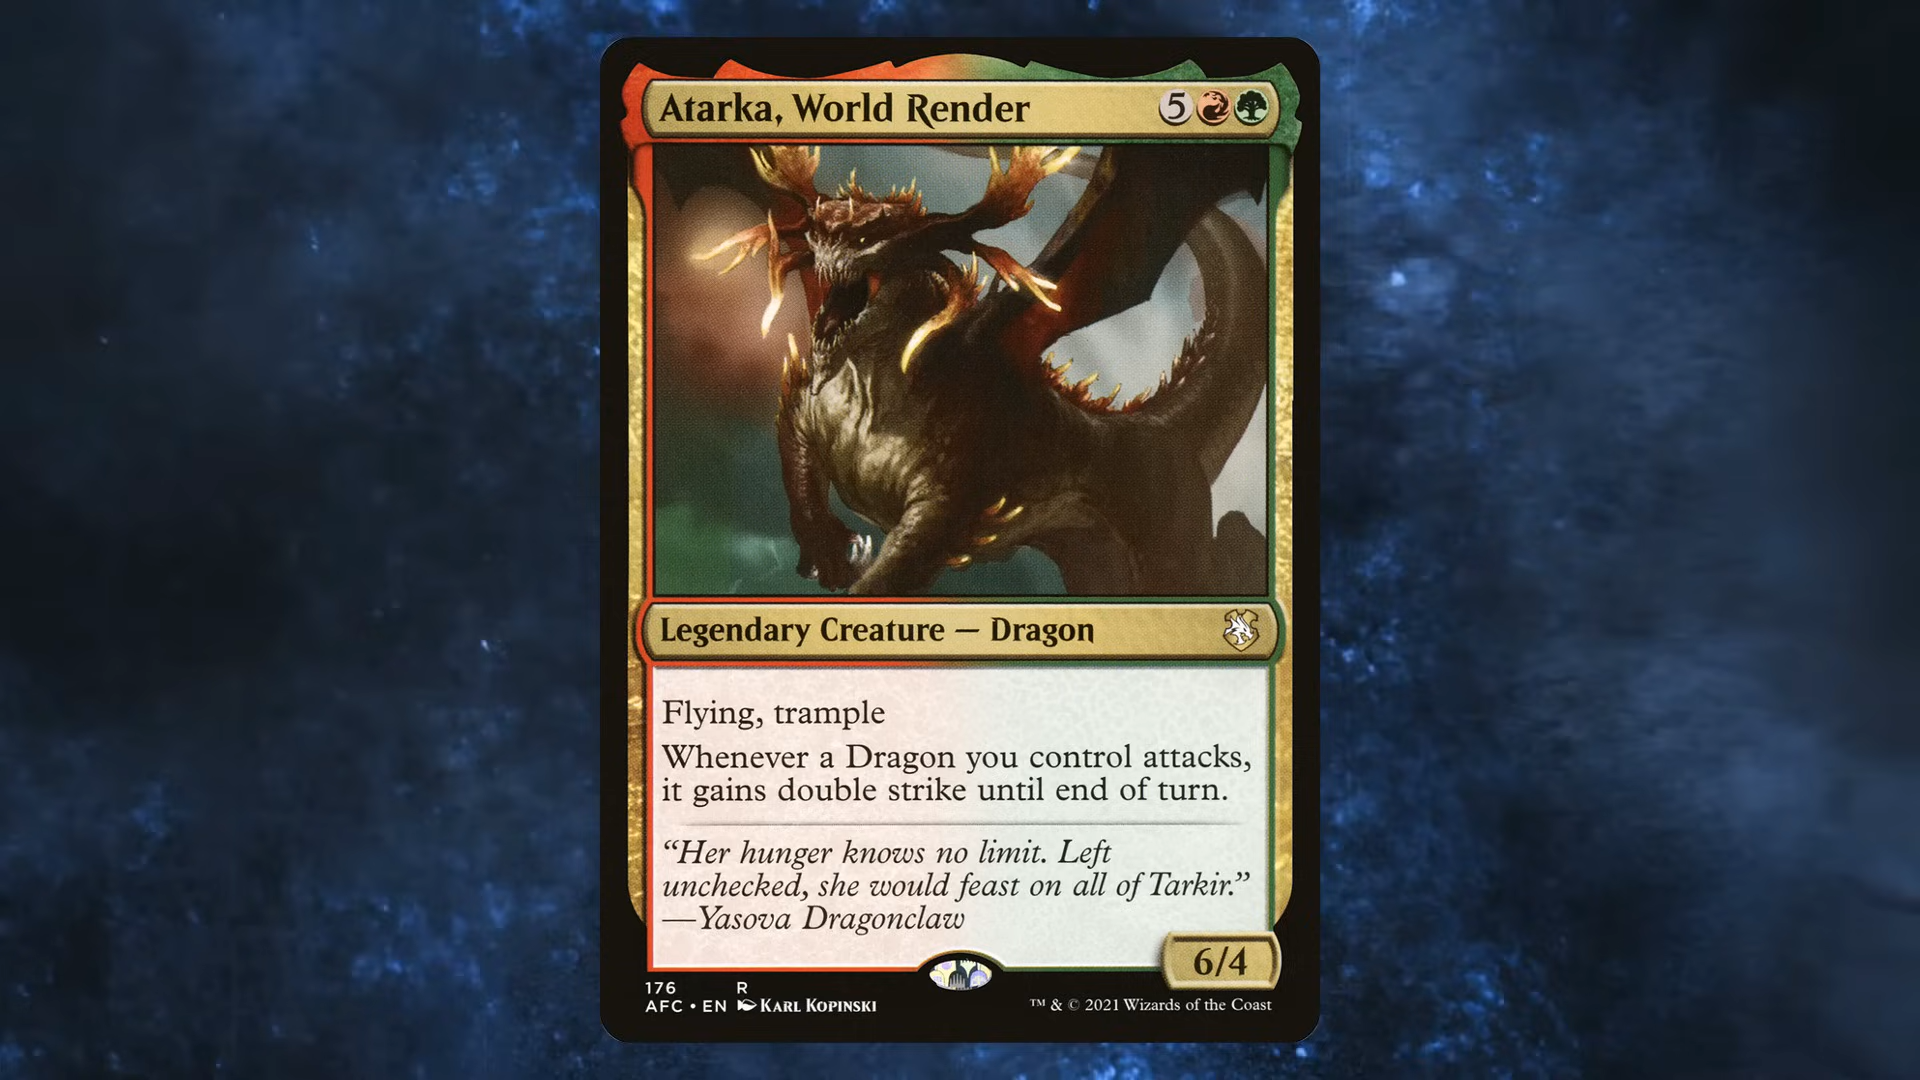 Atarka, World Render 5
Legendary Creature — Dragon
Flying, trample
Whenever a Dragon you control attacks,
it gains double strike until end of turn.
“Her hunger knows no limit. Left
unchecked, she would feast on all of Tarkir.”
—Yasova Dragonclaw
6/4
176 R
AFC • EN KARL KOPINSKI ™ & © 2021 Wizards of the Coast